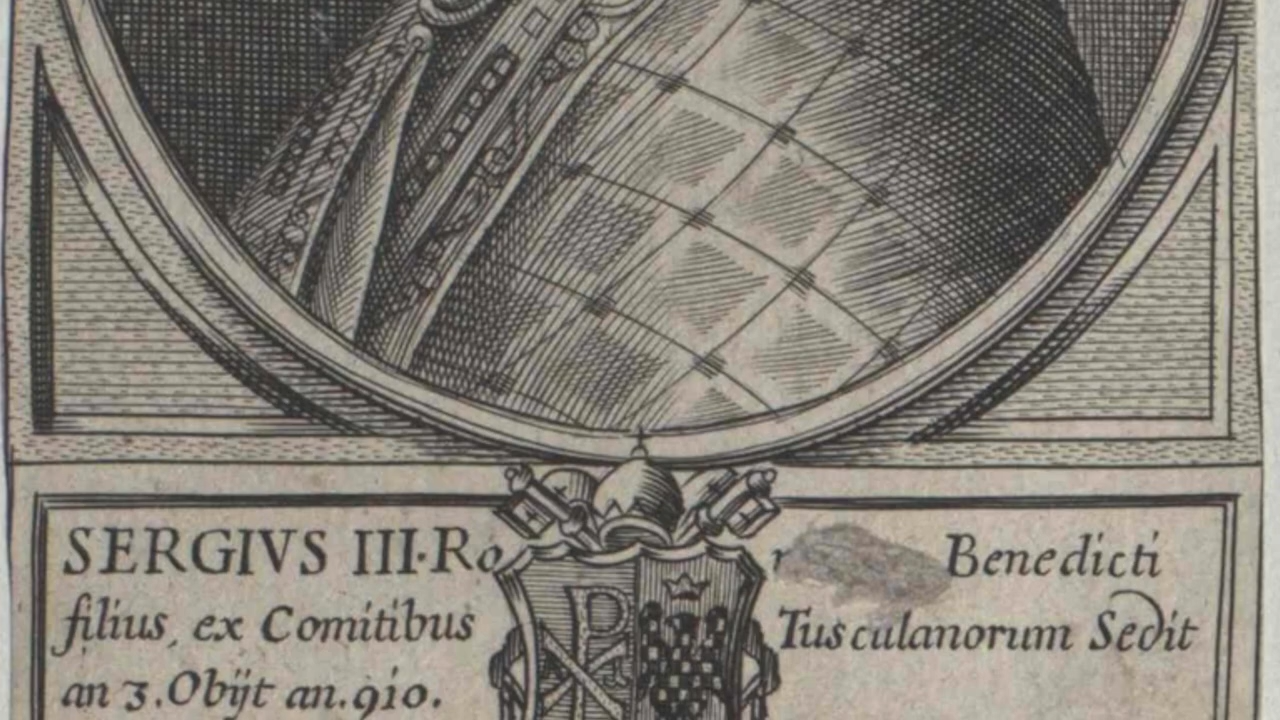 SERGIVS III. Ro Benedicti
filius, ex Comitibus Tusculanorum Sedit
an 3. Obijt an. 910.